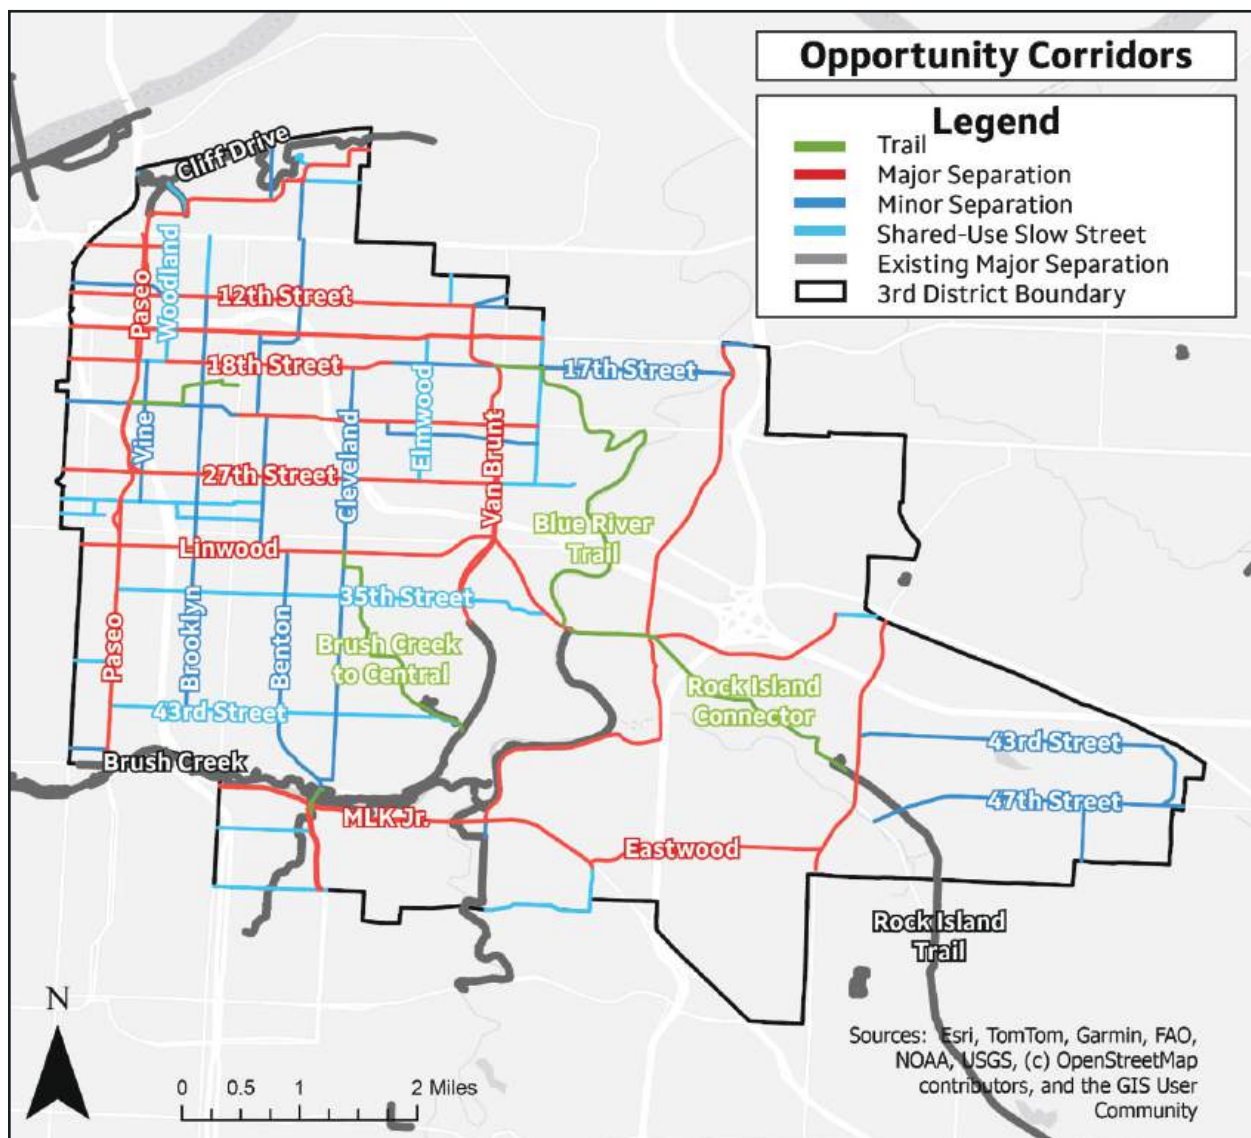 Opportunity Corridors
Legend
Trail
Major Separation
Minor Separation
Shared-Use Slow Street
Existing Major Separation
3rd District Boundary
Cliff Drive
Paseo
Woodland
12th Street
18th Street
17th Street
Vine
Cleveland
Elmwood
Van Brunt
27th Street
Blue River
Trail
Linwood
35th Street
Paseo
Brooklyn
Benton
Brush Creek
to Central
Rock Island
Connector
43rd Street
43rd Street
Brush Creek
47th Street
MLK Jr.
Eastwood
Rock Island
Trail
N
0 0.5 1 2 Miles
Sources: Esri, TomTom, Garmin, FAO,
NOAA, USGS, (c) OpenStreetMap
contributors, and the GIS User
Community